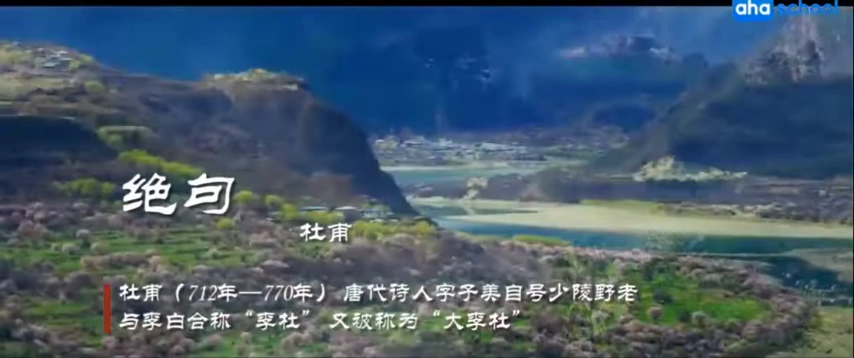 aha school
绝句
杜甫
杜甫（712年—770年） 唐代诗人字子美自号少陵野老
与李白合称“李杜” 又被称为“大李杜”